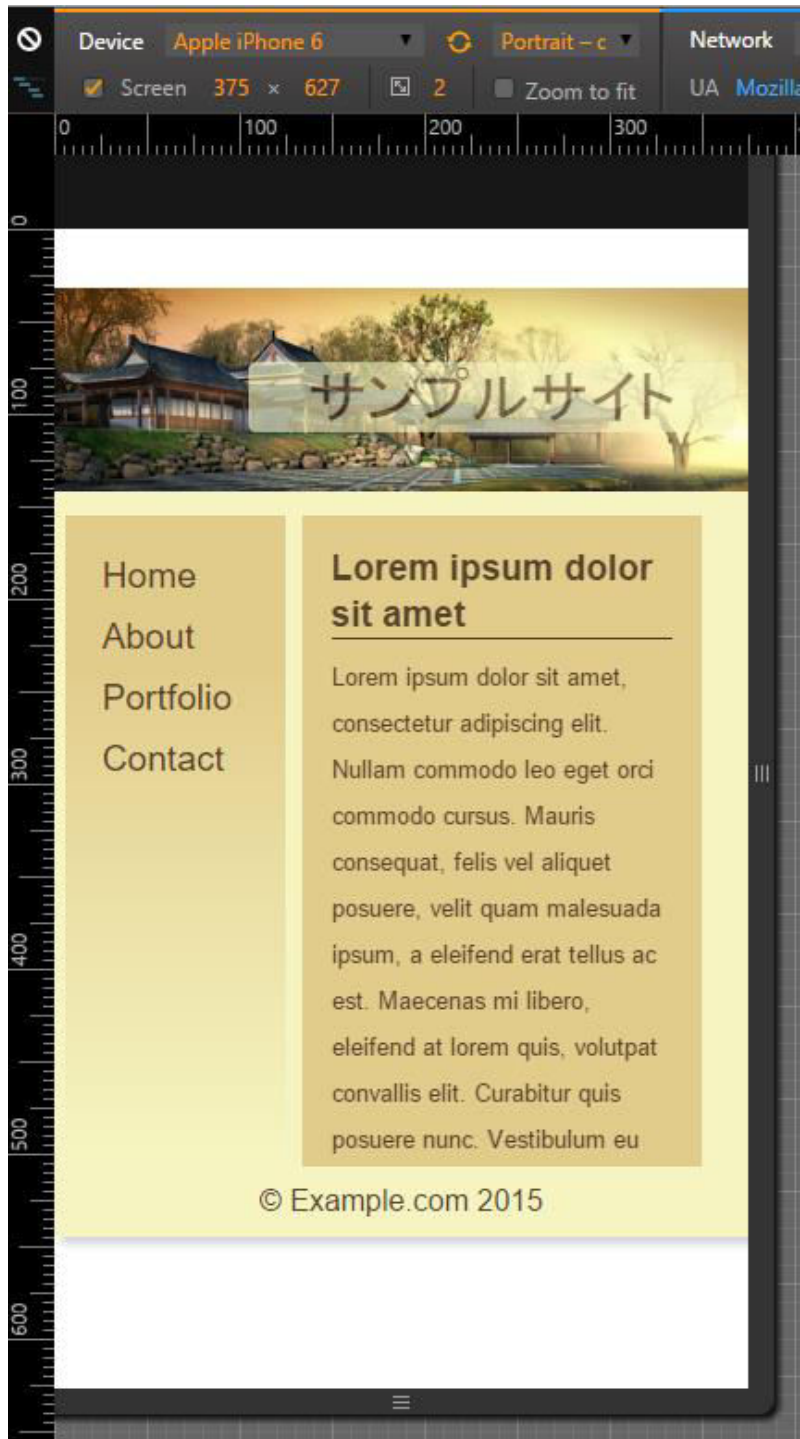 Device Apple iPhone 6 Portrait – c Network
Screen 375 × 627 2 Zoom to fit UA Mozilla
0 100 200 300
0
100
200
300
400
500
600
サンプルサイト
Home
About
Portfolio
Contact
Lorem ipsum dolor
sit amet
Lorem ipsum dolor sit amet,
consectetur adipiscing elit.
Nullam commodo leo eget orci
commodo cursus. Mauris
consequat, felis vel aliquet
posuere, velit quam malesuada
ipsum, a eleifend erat tellus ac
est. Maecenas mi libero,
eleifend at lorem quis, volutpat
convallis elit. Curabitur quis
posuere nunc. Vestibulum eu
© Example.com 2015